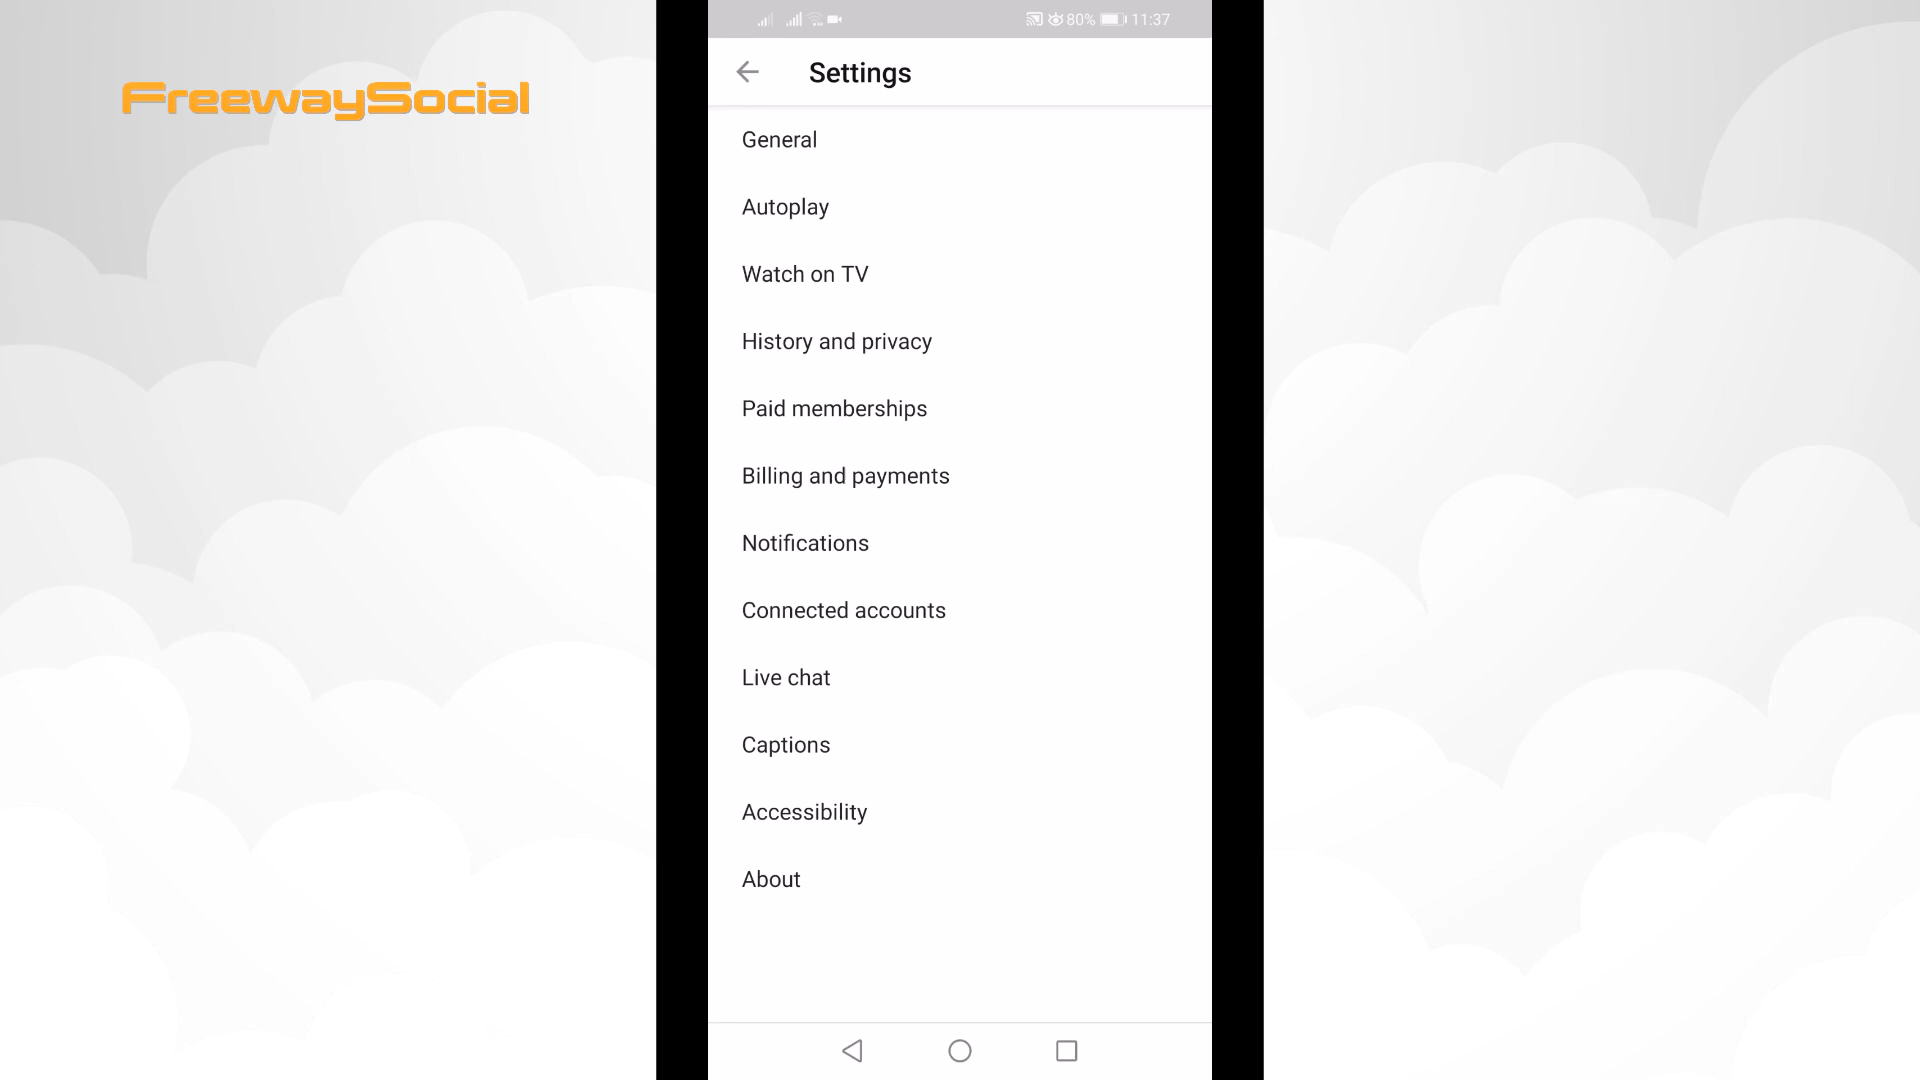 FreewaySocial
80% 11:37
Settings
General
Autoplay
Watch on TV
History and privacy
Paid memberships
Billing and payments
Notifications
Connected accounts
Live chat
Captions
Accessibility
About